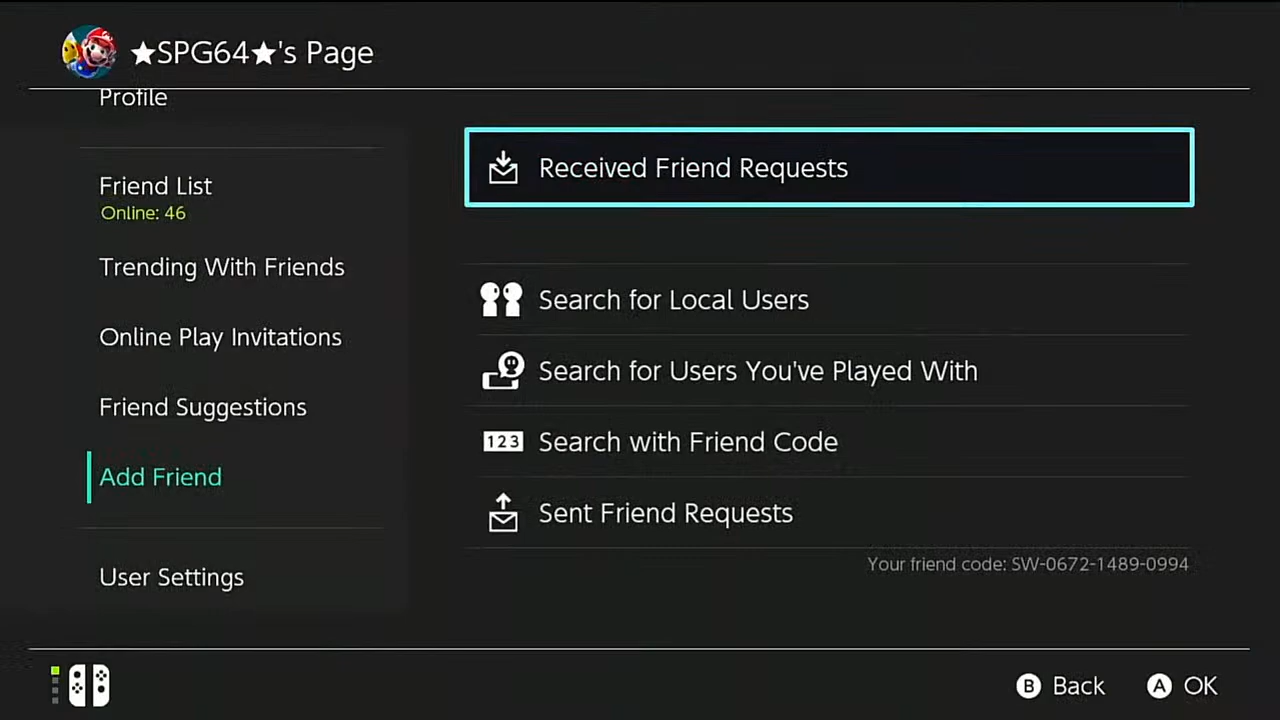 ★SPG64★'s Page
Profile
Friend List
Online: 46
Trending With Friends
Online Play Invitations
Friend Suggestions
Add Friend
User Settings
Received Friend Requests
Search for Local Users
Search for Users You've Played With
123 Search with Friend Code
Sent Friend Requests
Your friend code: SW-0672-1489-0994
B Back
A OK